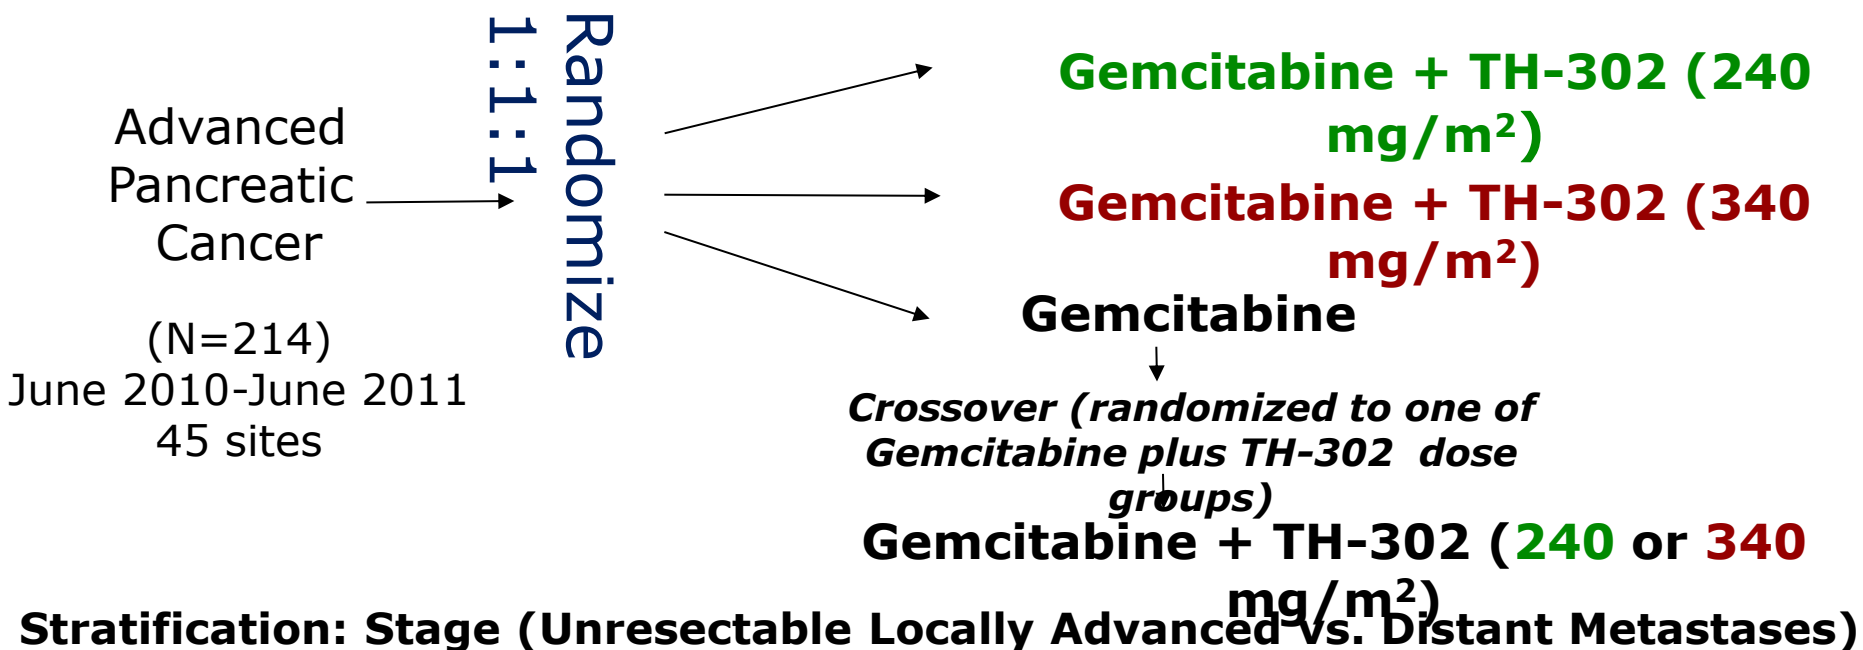 Advanced
Pancreatic
Cancer
(N=214)
June 2010-June 2011
45 sites
Randomize
1:1:1
Gemcitabine + TH-302 (240
mg/m²)
Gemcitabine + TH-302 (340
mg/m²)
Gemcitabine
Crossover (randomized to one of
Gemcitabine plus TH-302 dose
groups)
Gemcitabine + TH-302 (240 or 340
mg/m²)
Stratification: Stage (Unresectable Locally Advanced vs. Distant Metastases)